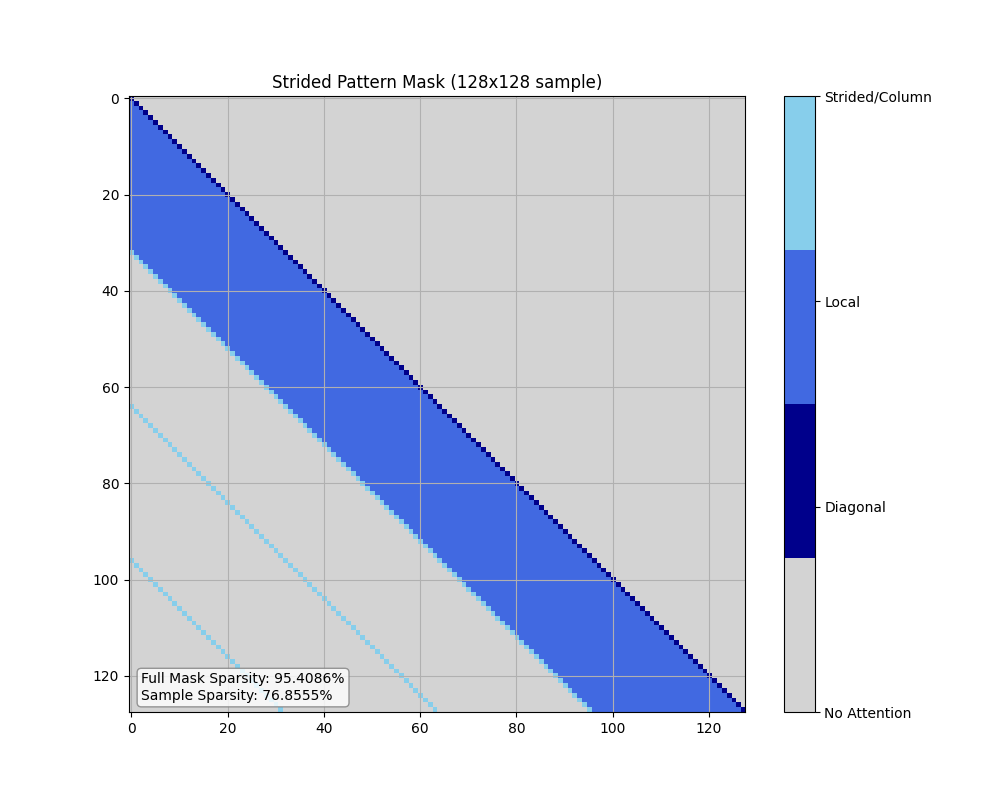 Strided Pattern Mask (128x128 sample)
0
20
40
60
80
100
120
Full Mask Sparsity: 95.4086%
Sample Sparsity: 76.8555%
0 20 40 60 80 100 120
Strided/Column
Local
Diagonal
No Attention